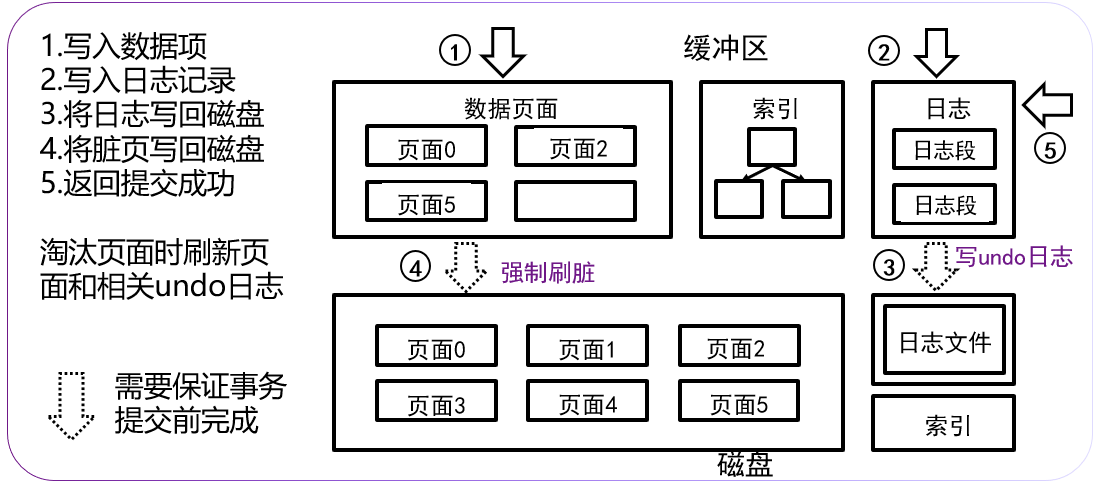 1.写入数据项
2.写入日志记录
3.将日志写回磁盘
4.将脏页写回磁盘
5.返回提交成功
淘汰页面时刷新页
面和相关undo日志
需要保证事务
提交前完成
①
缓冲区
②
数据页面
页面0
页面2
页面5
索引
日志
日志段
日志段
⑤
④
强制刷脏
③
写undo日志
页面0
页面1
页面2
页面3
页面4
页面5
日志文件
索引
磁盘